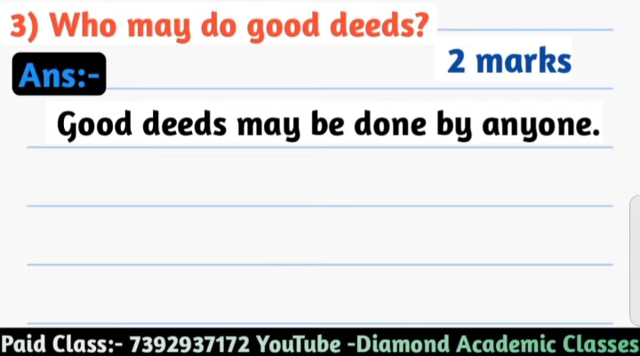 3) Who may do good deeds?
2 marks
Ans:-
Good deeds may be done by anyone.
Paid Class:- 7392937172 YouTube -Diamond Academic Classes